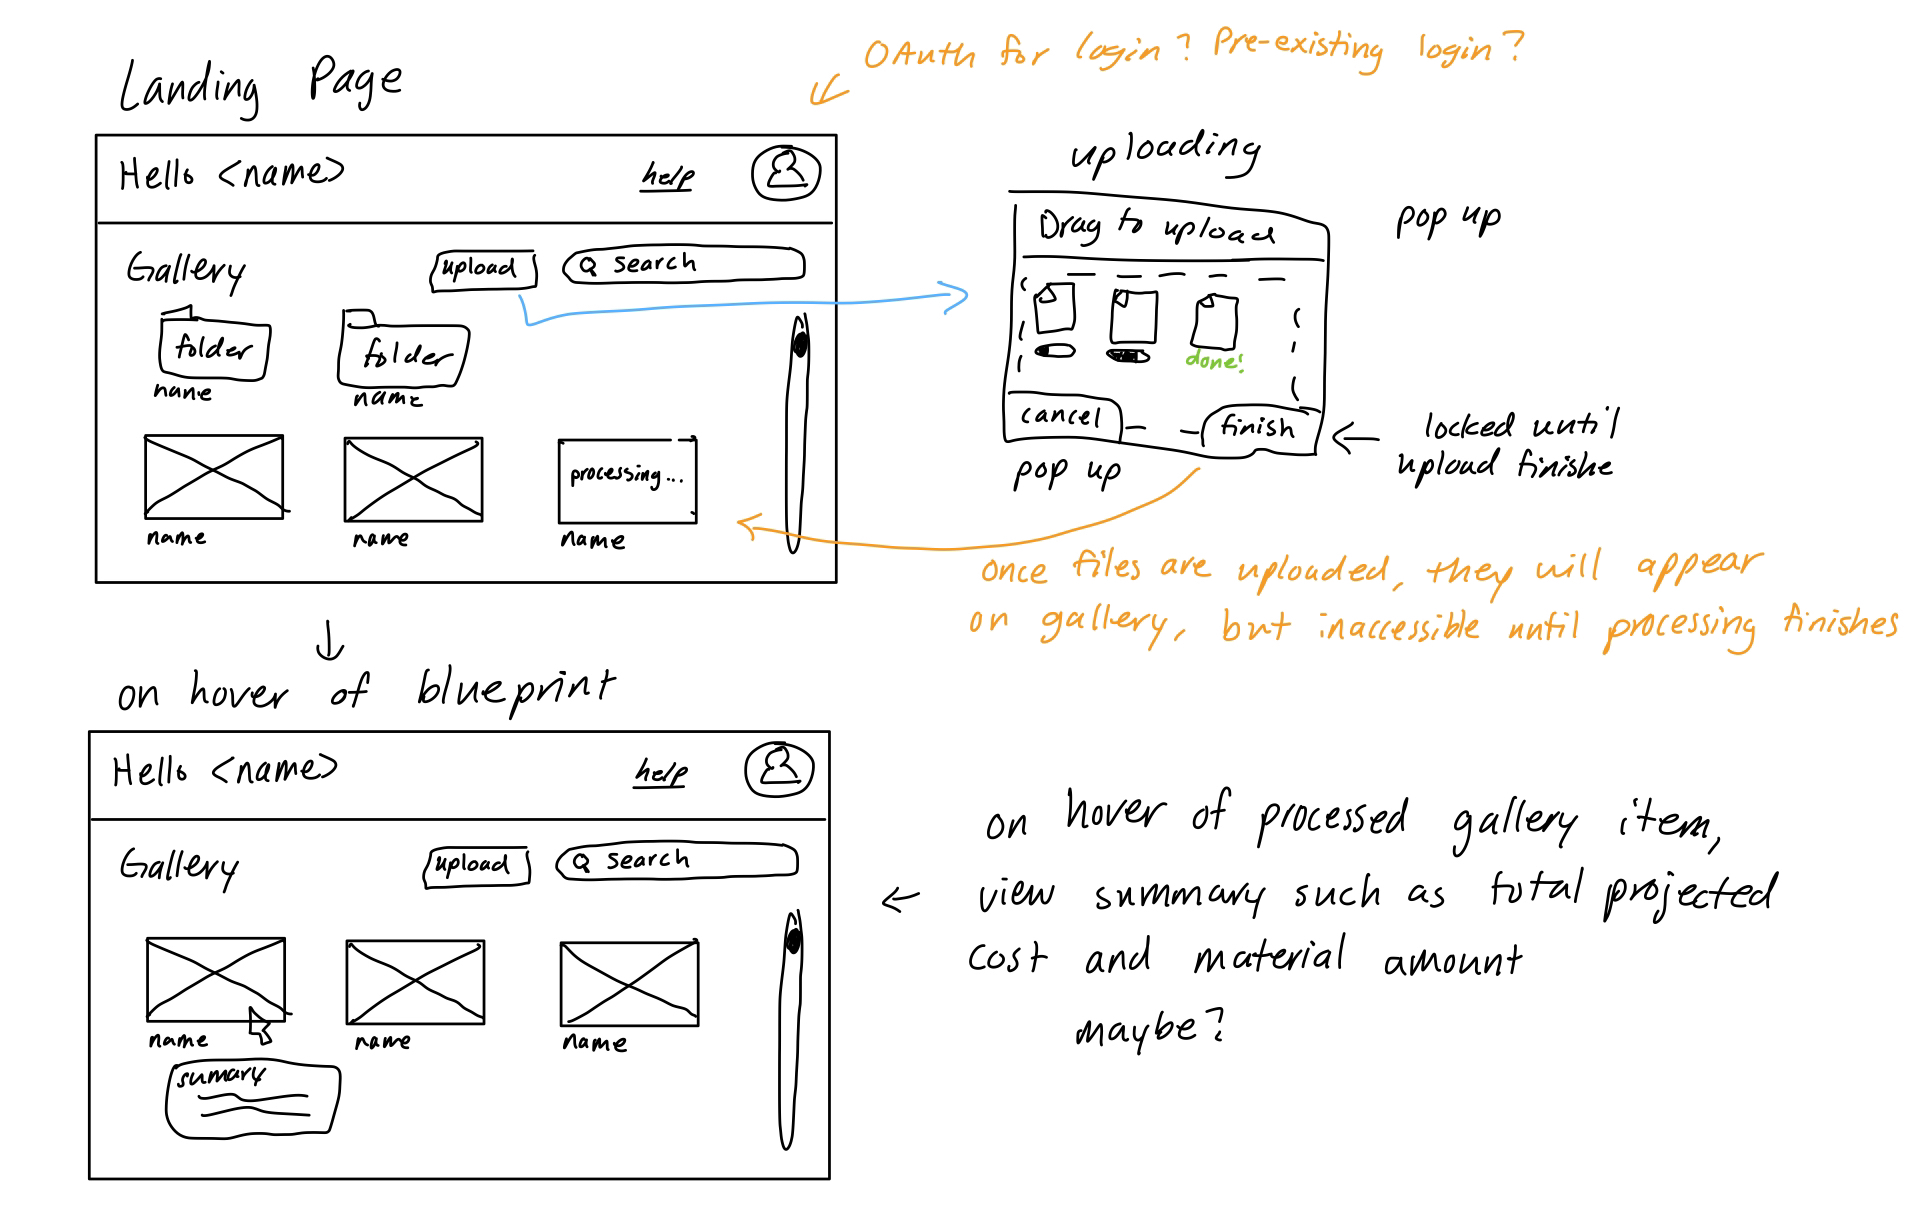 OAuth for login? Pre-existing login?
Landing Page
Hello <name>
help
Gallery
upload
search
folder
folder
name
name
processing...
name
name
name
uploading
pop up
Drag to upload
done!
cancel
finish
pop up
locked until
upload finishe
once files are uploaded, they will appear
on gallery, but inaccessible until processing finishes
on hover of blueprint
Hello <name>
help
Gallery
upload
search
name
name
name
sumary
on hover of processed gallery item,
view summary such as total projected
cost and material amount
maybe?